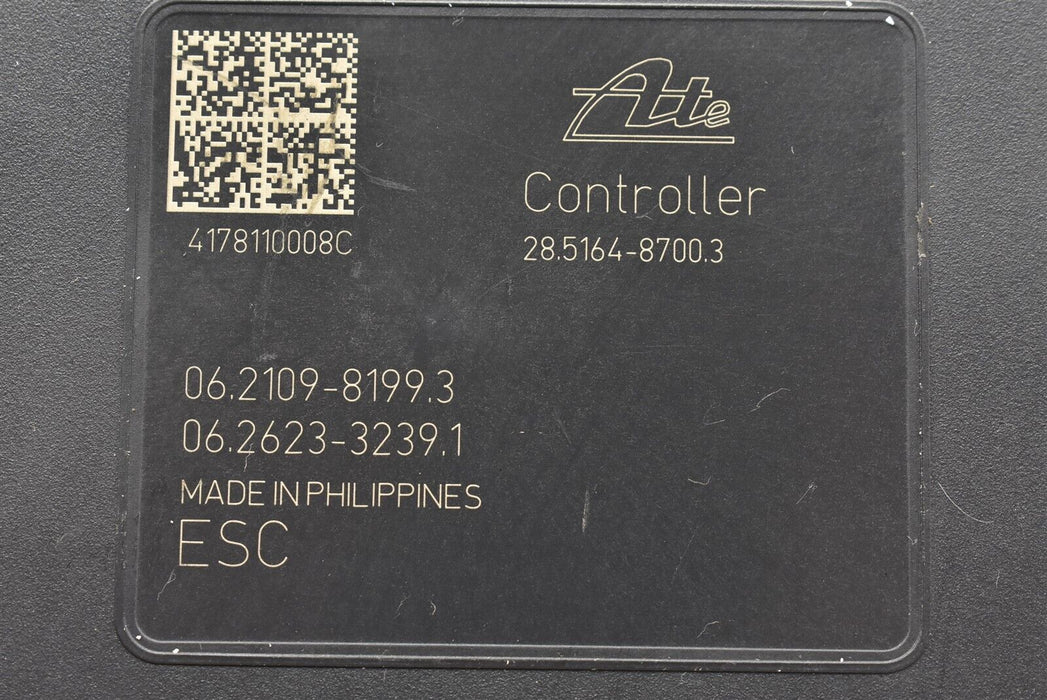 Ate
Controller
28.5164-8700.3
4178110008C
06.2109-8199.3
06.2623-3239.1
MADE IN PHILIPPINES
ESC